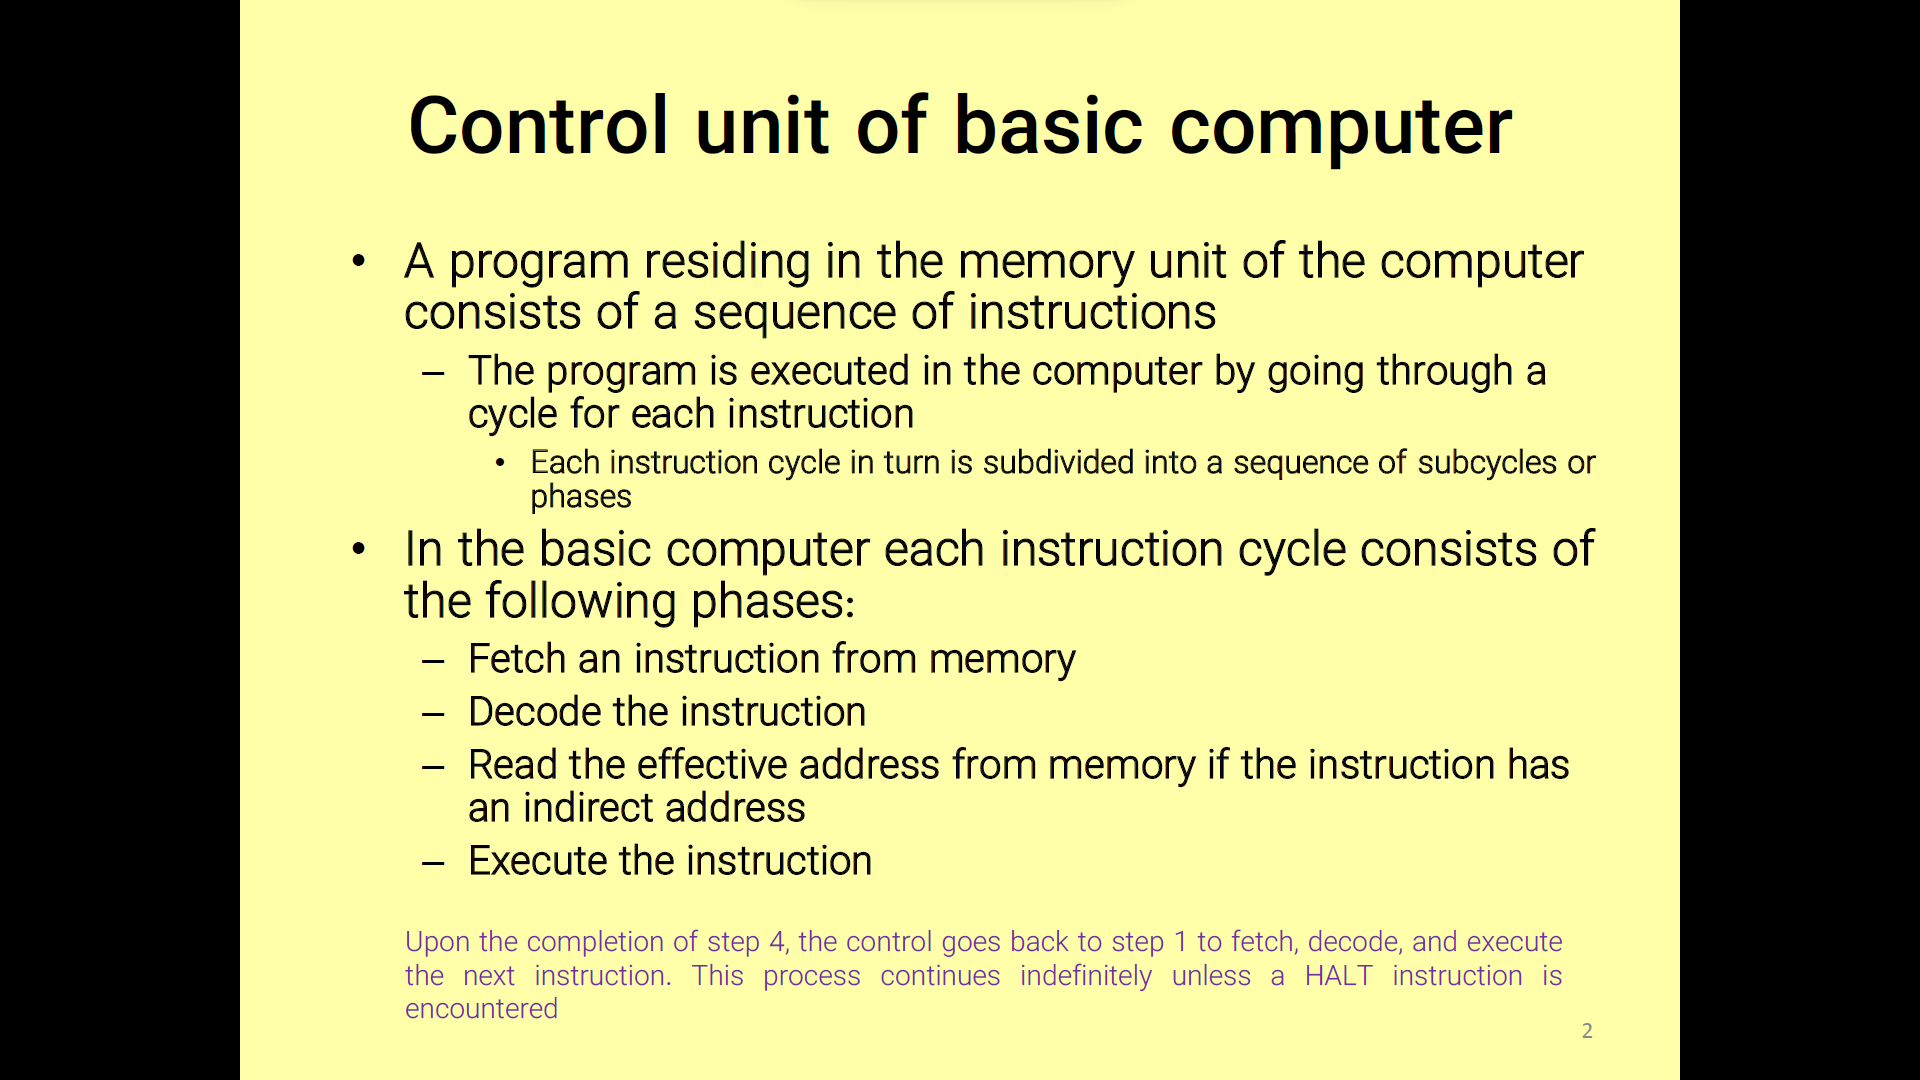 Control unit of basic computer
• A program residing in the memory unit of the computer
consists of a sequence of instructions
– The program is executed in the computer by going through a
cycle for each instruction
• Each instruction cycle in turn is subdivided into a sequence of subcycles or
phases
• In the basic computer each instruction cycle consists of
the following phases:
– Fetch an instruction from memory
– Decode the instruction
– Read the effective address from memory if the instruction has
an indirect address
– Execute the instruction
Upon the completion of step 4, the control goes back to step 1 to fetch, decode, and execute
the next instruction. This process continues indefinitely unless a HALT instruction is
encountered
2